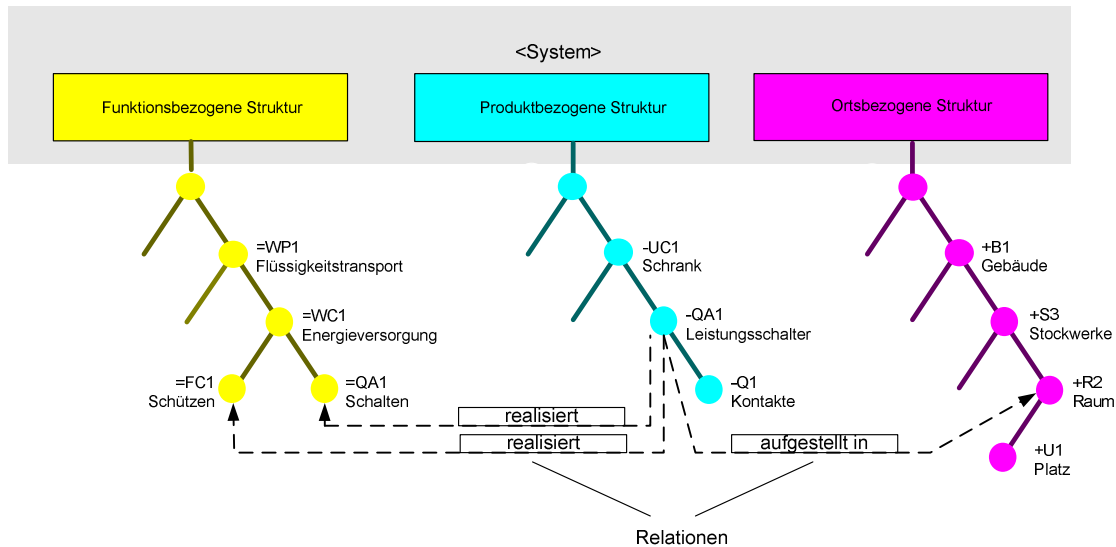 <System>
Funktionsbezogene Struktur
Produktbezogene Struktur
Ortsbezogene Struktur
=WP1
Flüssigkeitstransport
=WC1
Energieversorgung
=FC1
Schützen
=QA1
Schalten
-UC1
Schrank
-QA1
Leistungsschalter
-Q1
Kontakte
+B1
Gebäude
+S3
Stockwerke
+R2
Raum
+U1
Platz
realisiert
realisiert
aufgestellt in
Relationen